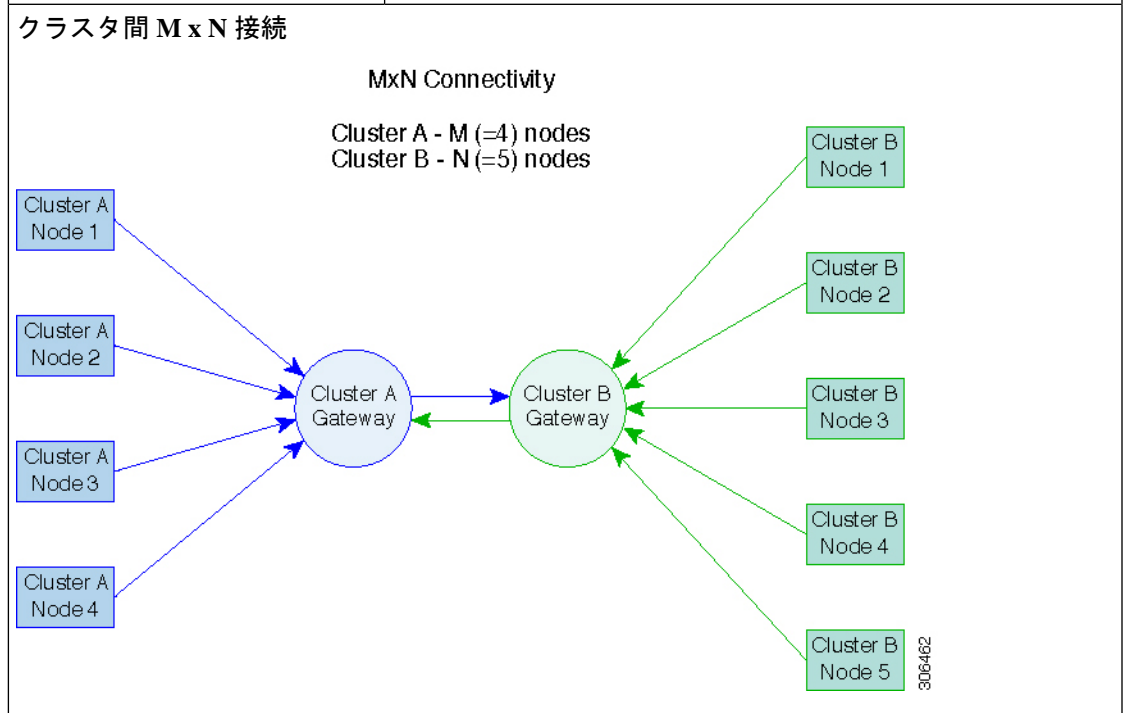 クラスタ間 M x N 接続
MxN Connectivity
Cluster A - M (=4) nodes
Cluster B - N (=5) nodes
Cluster A
Node 1
Cluster A
Node 2
Cluster A
Node 3
Cluster A
Node 4
Cluster A
Gateway
Cluster B
Gateway
Cluster B
Node 1
Cluster B
Node 2
Cluster B
Node 3
Cluster B
Node 4
Cluster B
Node 5
306462